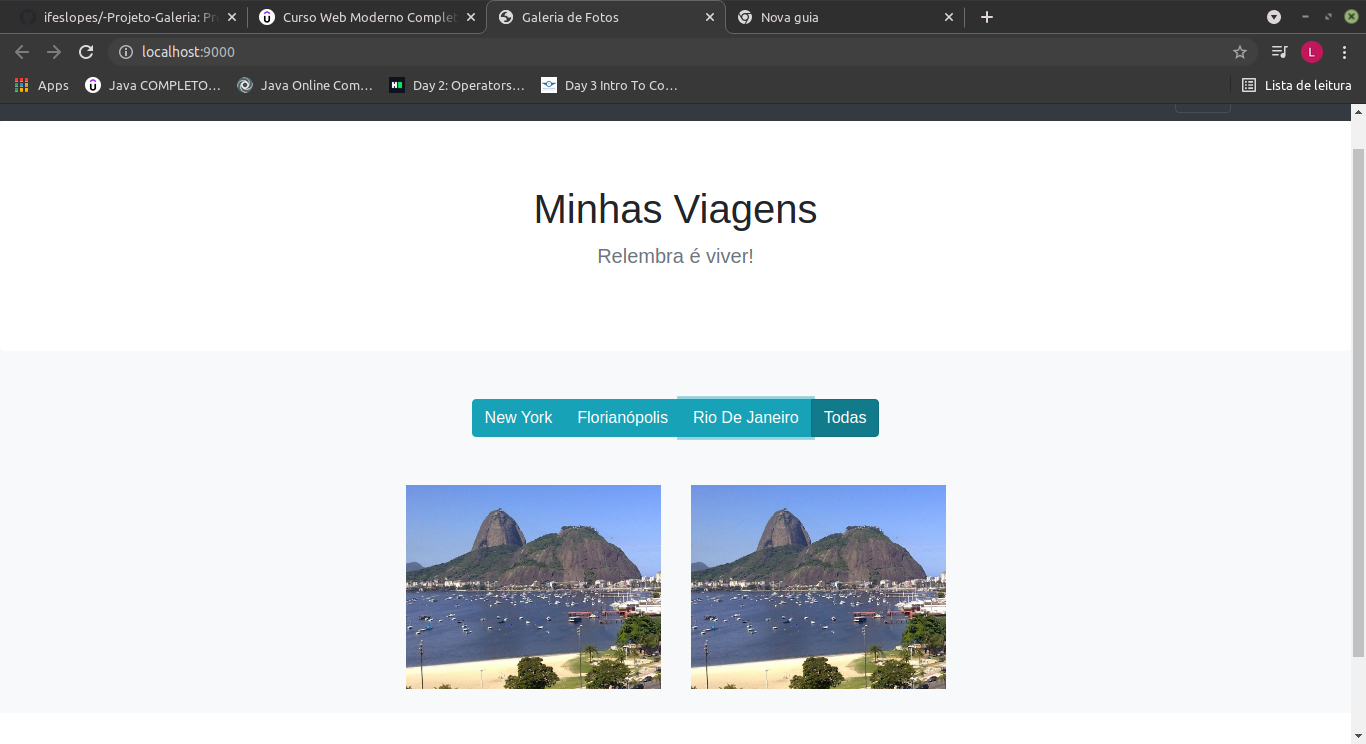 ifeslopes/-Projeto-Galeria: Pr
Curso Web Moderno Complet
Galeria de Fotos
Nova guia
localhost:9000
L
Apps
Java COMPLETO...
Java Online Com...
Day 2: Operators...
Day 3 Intro To Co...
Lista de leitura
Minhas Viagens
Relembra é viver!
New York
Florianópolis
Rio De Janeiro
Todas